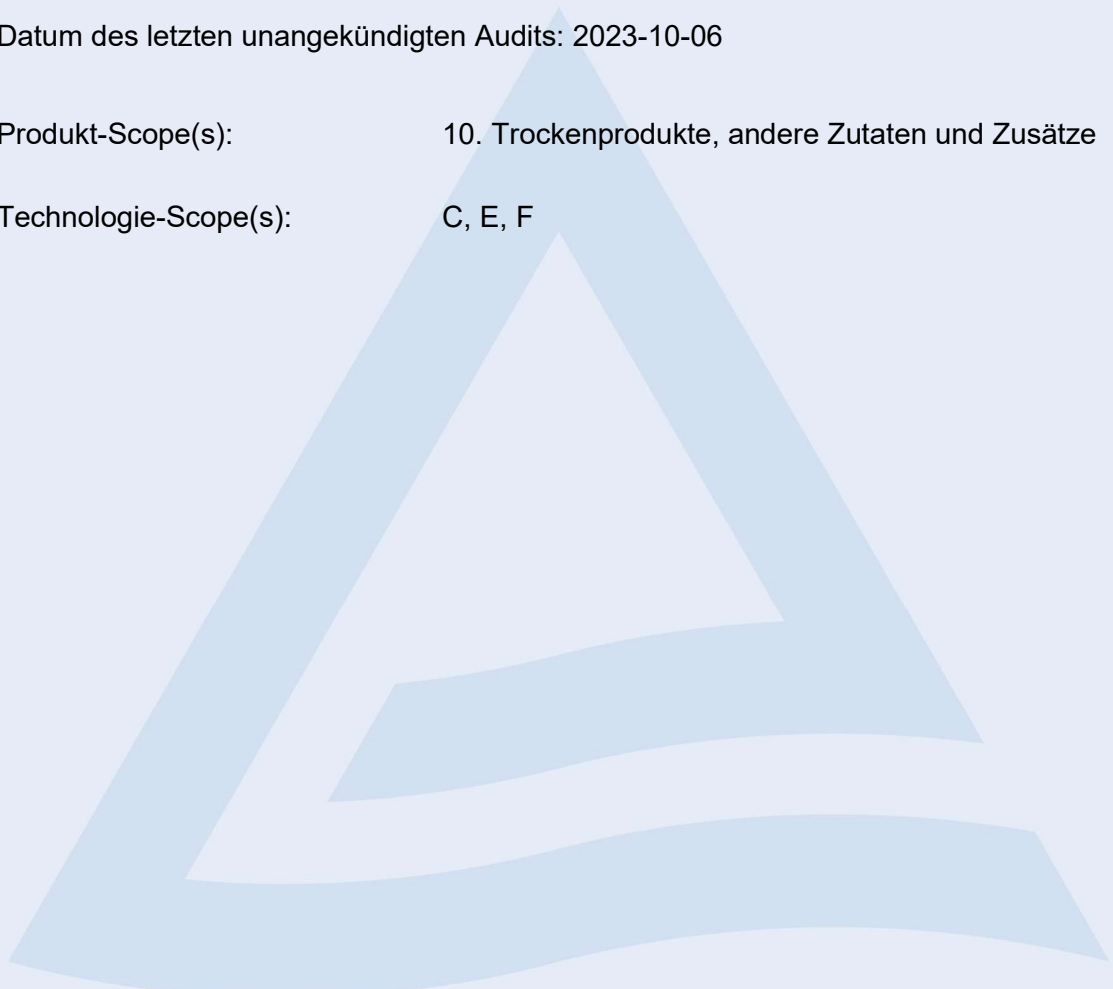 Datum des letzten unangekündigten Audits: 2023-10-06
Produkt-Scope(s): 10. Trockenprodukte, andere Zutaten und Zusätze
Technologie-Scope(s): C, E, F